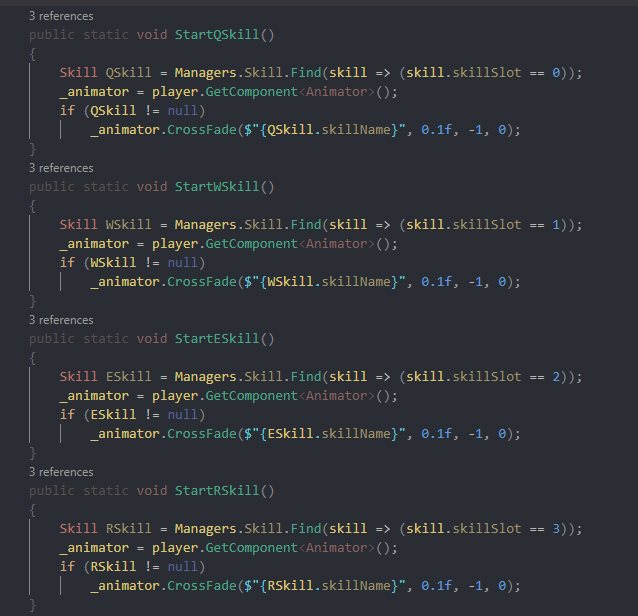 3 references
public static void StartQSkill()
{
Skill QSkill = Managers.Skill.Find(skill => (skill.skillSlot == 0));
_animator = player.GetComponent<Animator>();
if (QSkill != null)
_animator.CrossFade($"{QSkill.skillName}", 0.1f, -1, 0);
}
3 references
public static void StartWSkill()
{
Skill WSkill = Managers.Skill.Find(skill => (skill.skillSlot == 1));
_animator = player.GetComponent<Animator>();
if (WSkill != null)
_animator.CrossFade($"{WSkill.skillName}", 0.1f, -1, 0);
}
3 references
public static void StartESkill()
{
Skill ESkill = Managers.Skill.Find(skill => (skill.skillSlot == 2));
_animator = player.GetComponent<Animator>();
if (ESkill != null)
_animator.CrossFade($"{ESkill.skillName}", 0.1f, -1, 0);
}
3 references
public static void StartRSkill()
{
Skill RSkill = Managers.Skill.Find(skill => (skill.skillSlot == 3));
_animator = player.GetComponent<Animator>();
if (RSkill != null)
_animator.CrossFade($"{RSkill.skillName}", 0.1f, -1, 0);
}